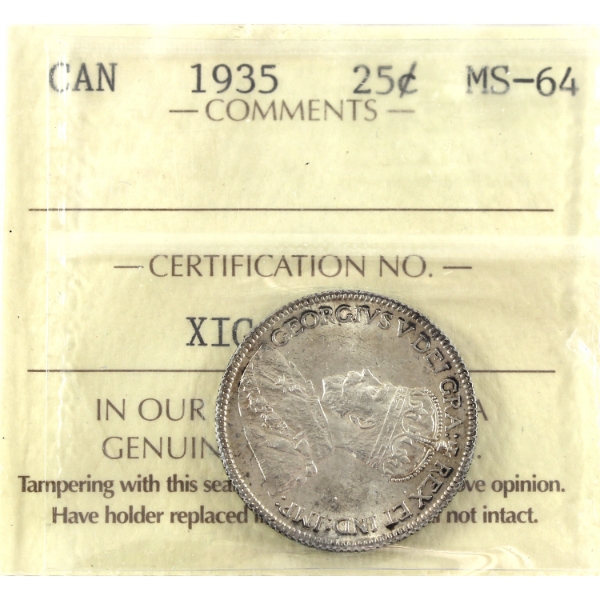 CAN 1935 25¢ MS-64
— COMMENTS —
— CERTIFICATION NO. —
XIC
GEORGIVS V DEI GRA: REX ET IND: IMP:
IN OUR A
GENUIN .
Tampering with this sea ve opinion.
Have holder replaced not intact.